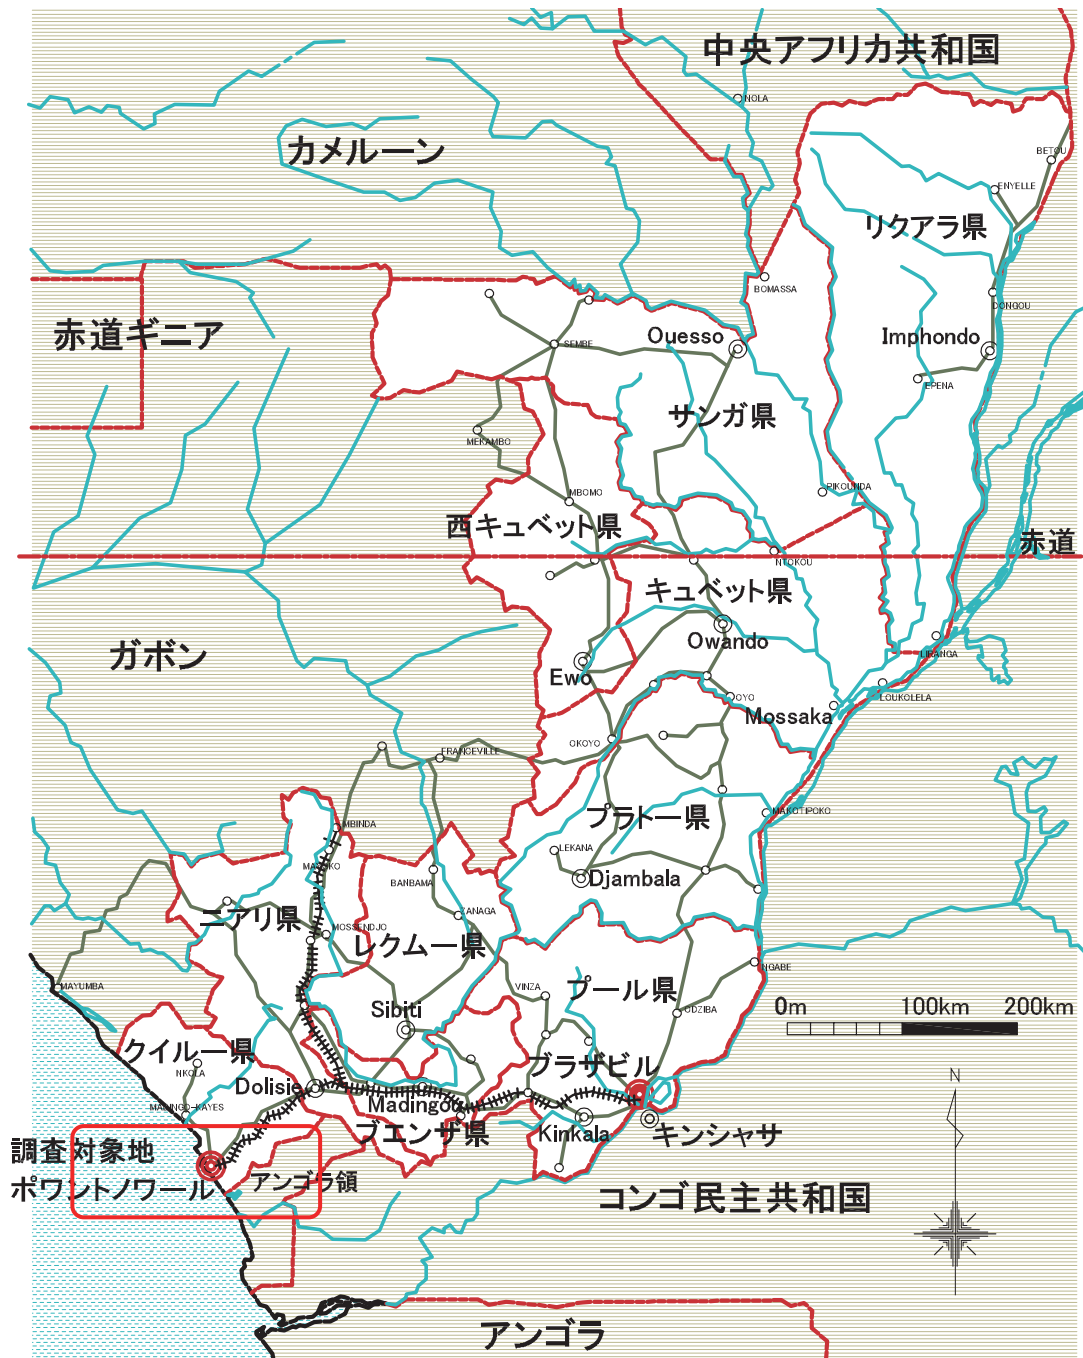 中央アフリカ共和国
NOLA
カメルーン
BETOU
ENYELLE
リクアラ県
BOMASSA
DONGOU
赤道ギニア
Ouesso
Imphondo
SEMBE
EPENA
サンガ県
MEKAMBO
PIKOUNDA
MBOMO
西キュベット県
赤道
NTOKOU
キュベット県
ガボン
Owando
LIRANGA
Ewo
OYO
LOUKOLELA
Mossaka
OKOYO
FRANCEVILLE
MAKOTIPOKO
プラトー県
MBINDA
LEKANA
BANBAMA
Djambala
ZANAGA
ニアリ県
MOSSENDJO
レクムー県
NGABE
MAYUMBA
VINZA
プール県
ODZIBA
0m 100km 200km
Sibiti
クイルー県
ブラザビル
NKOLA
N
Dolisie
MADINGO-KAYES
Madingou
ブエンザ県
Kinkala
キンシャサ
調査対象地
ポワントノワール
アンゴラ領
コンゴ民主共和国
アンゴラ